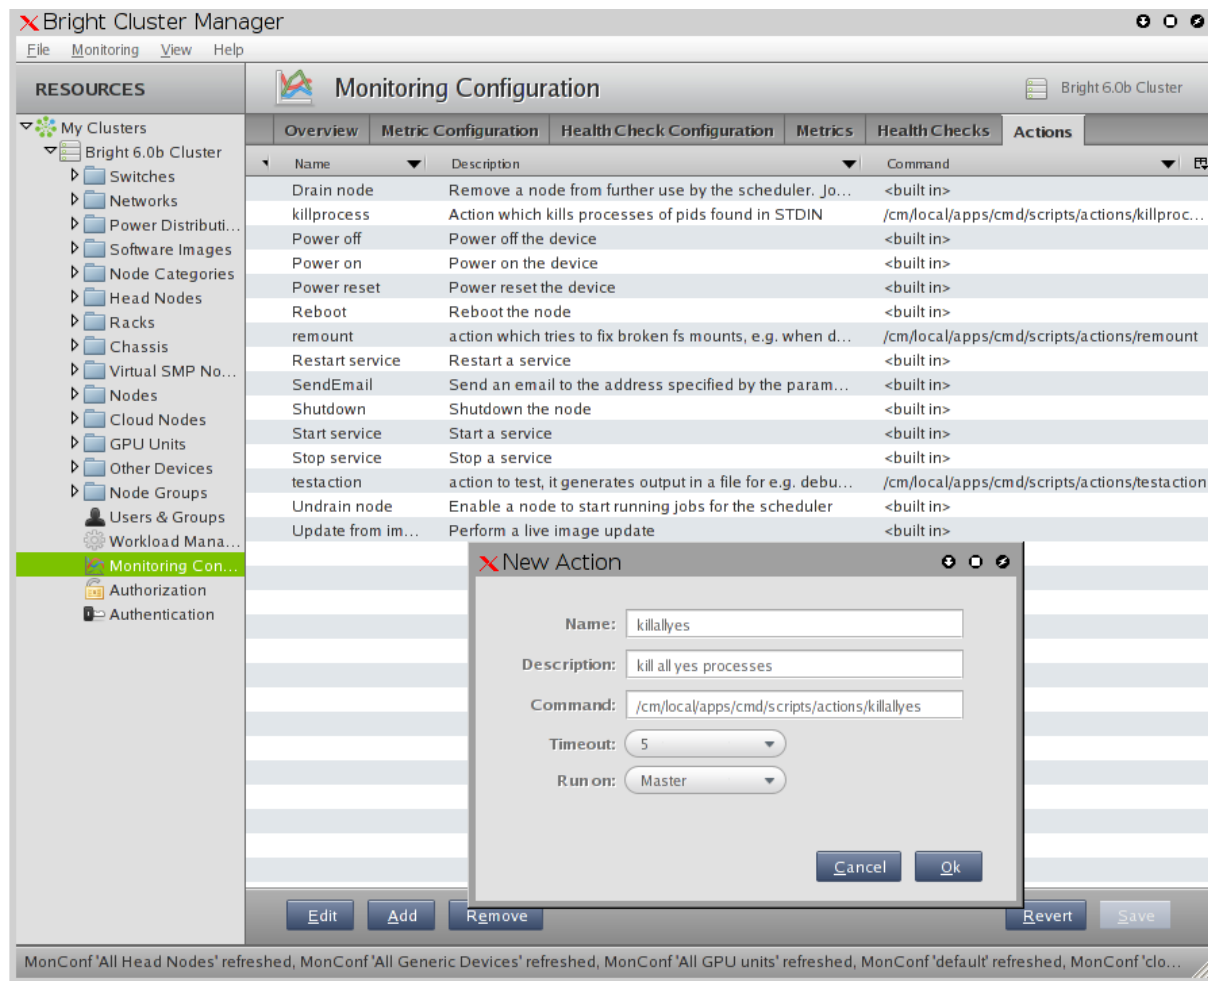 Bright Cluster Manager
File Monitoring View Help
RESOURCES
Monitoring Configuration
Bright 6.0b Cluster
My Clusters
Bright 6.0b Cluster
Switches
Networks
Power Distributi...
Software Images
Node Categories
Head Nodes
Racks
Chassis
Virtual SMP No...
Nodes
Cloud Nodes
GPU Units
Other Devices
Node Groups
Users & Groups
Workload Mana...
Monitoring Con...
Authorization
Authentication
Overview Metric Configuration Health Check Configuration Metrics Health Checks Actions
Name Description Command
Drain node Remove a node from further use by the scheduler. Jo... <built in>
killprocess Action which kills processes of pids found in STDIN /cm/local/apps/cmd/scripts/actions/killproc...
Power off Power off the device <built in>
Power on Power on the device <built in>
Power reset Power reset the device <built in>
Reboot Reboot the node <built in>
remount action which tries to fix broken fs mounts, e.g. when d... /cm/local/apps/cmd/scripts/actions/remount
Restart service Restart a service <built in>
SendEmail Send an email to the address specified by the param... <built in>
Shutdown Shutdown the node <built in>
Start service Start a service <built in>
Stop service Stop a service <built in>
testaction action to test, it generates output in a file for e.g. debu... /cm/local/apps/cmd/scripts/actions/testaction
Undrain node Enable a node to start running jobs for the scheduler <built in>
Update from im... Perform a live image update <built in>
New Action
Name: killallyes
Description: kill all yes processes
Command: /cm/local/apps/cmd/scripts/actions/killallyes
Timeout: 5
Run on: Master
Cancel Ok
Edit Add Remove Revert Save
MonConf 'All Head Nodes' refreshed, MonConf 'All Generic Devices' refreshed, MonConf 'All GPU units' refreshed, MonConf 'default' refreshed, MonConf 'clo...